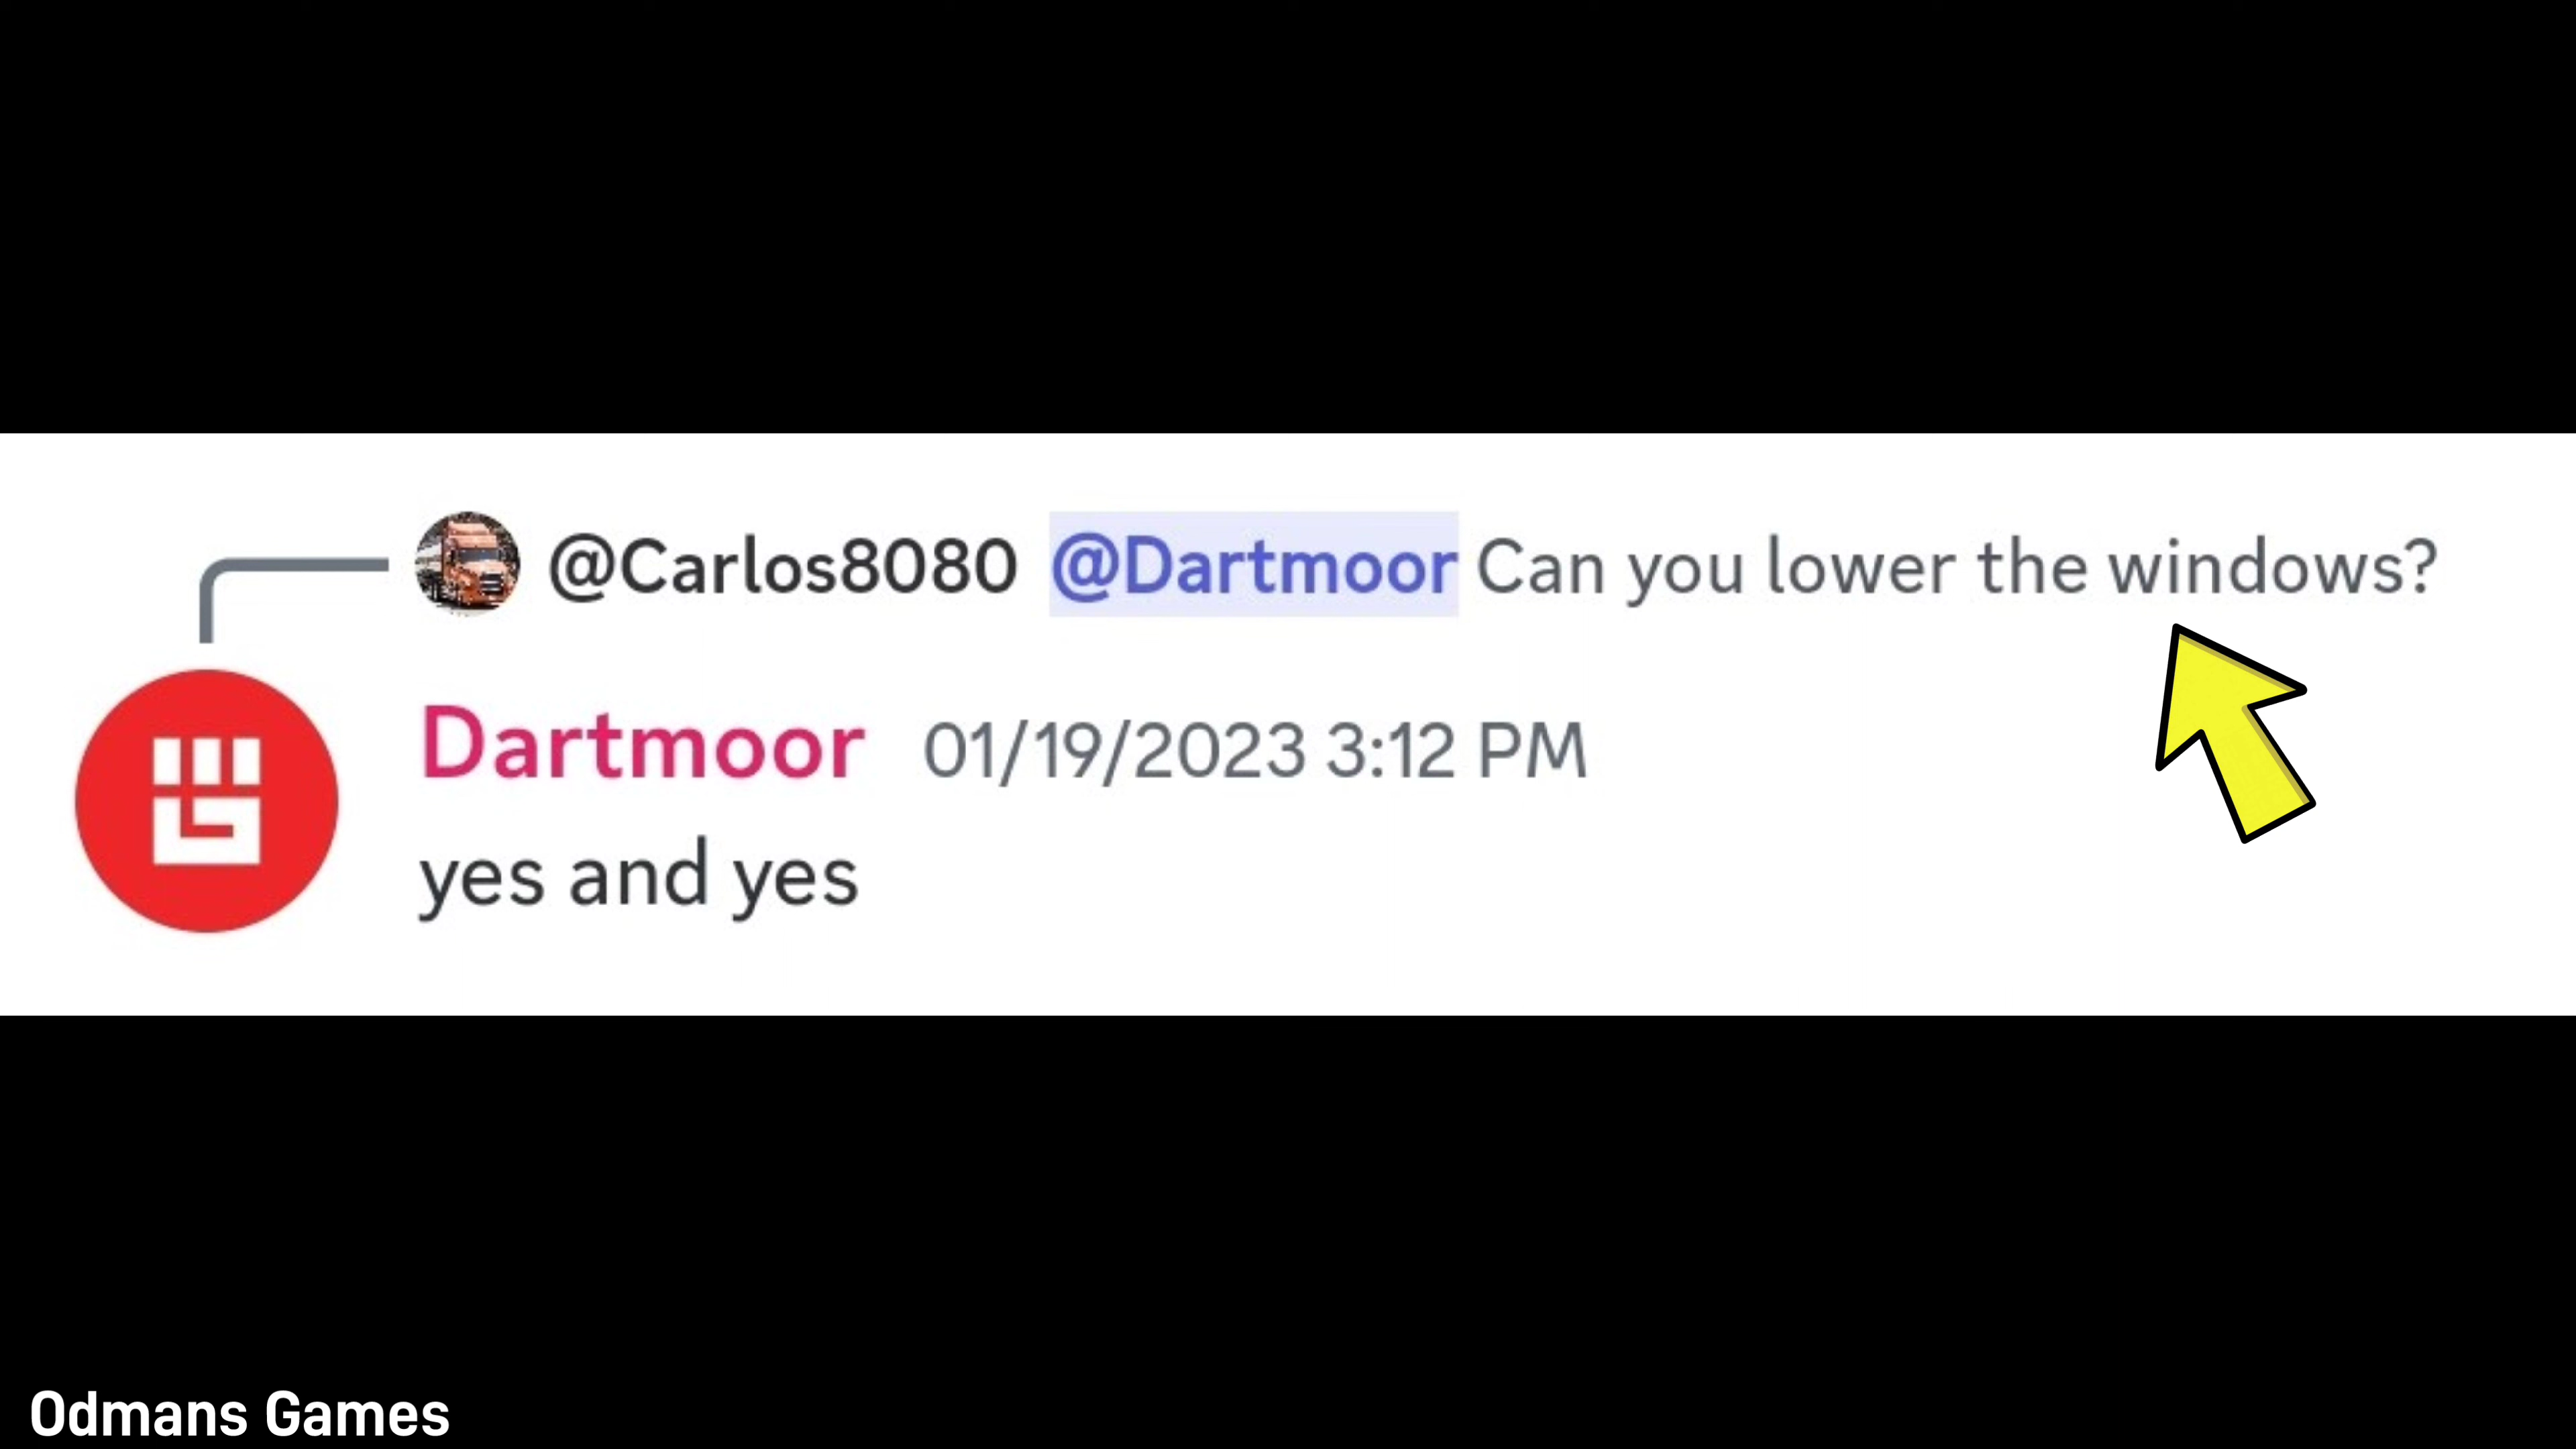 @Carlos8080 @Dartmoor Can you lower the windows?
Dartmoor 01/19/2023 3:12 PM
yes and yes
Odmans Games